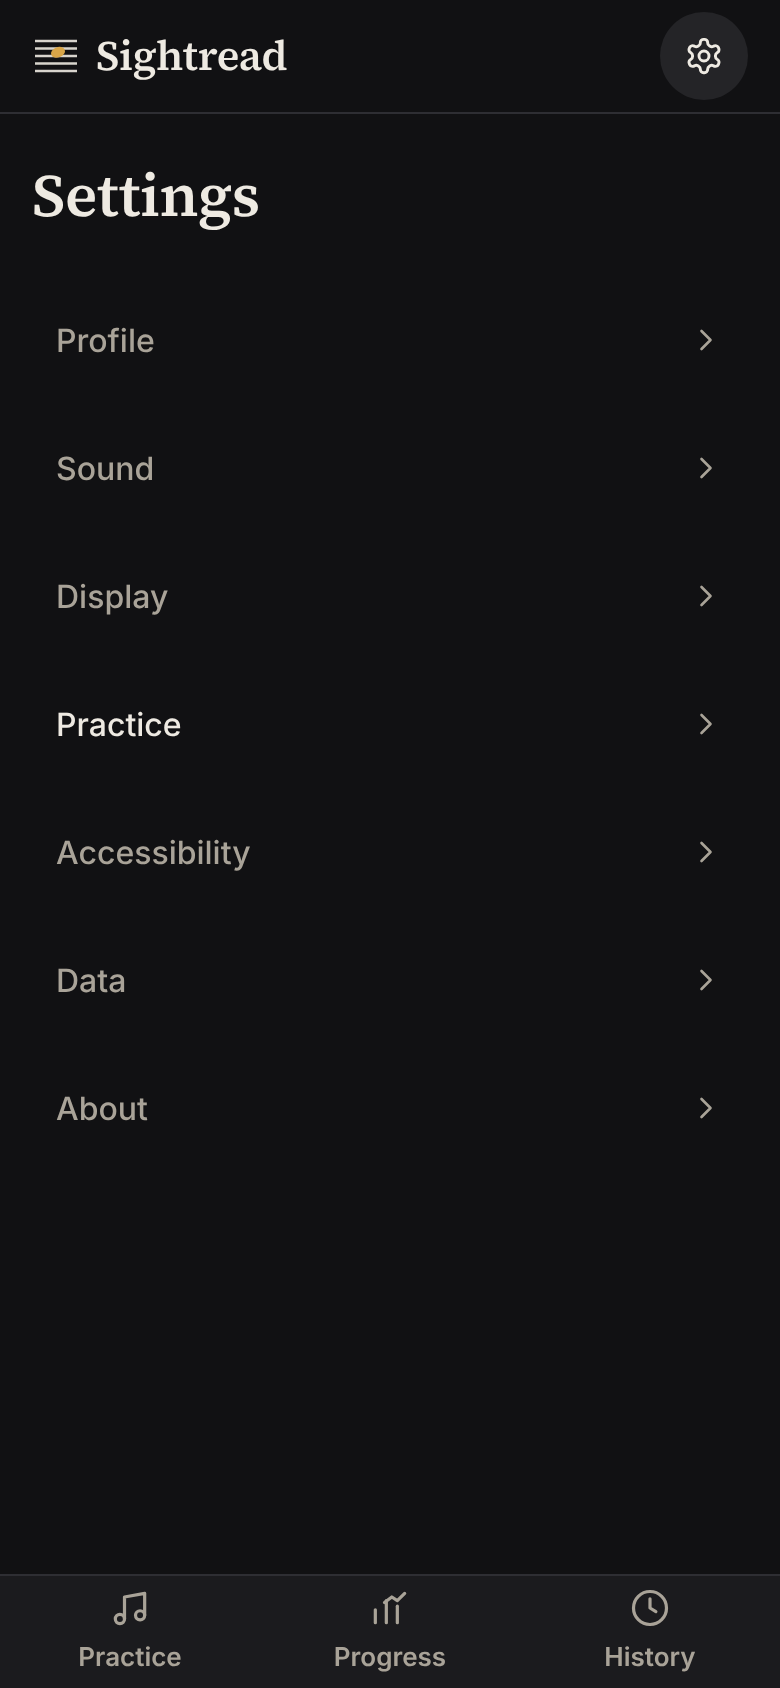 Sightread
Settings
Profile
Sound
Display
Practice
Accessibility
Data
About
Practice
Progress
History